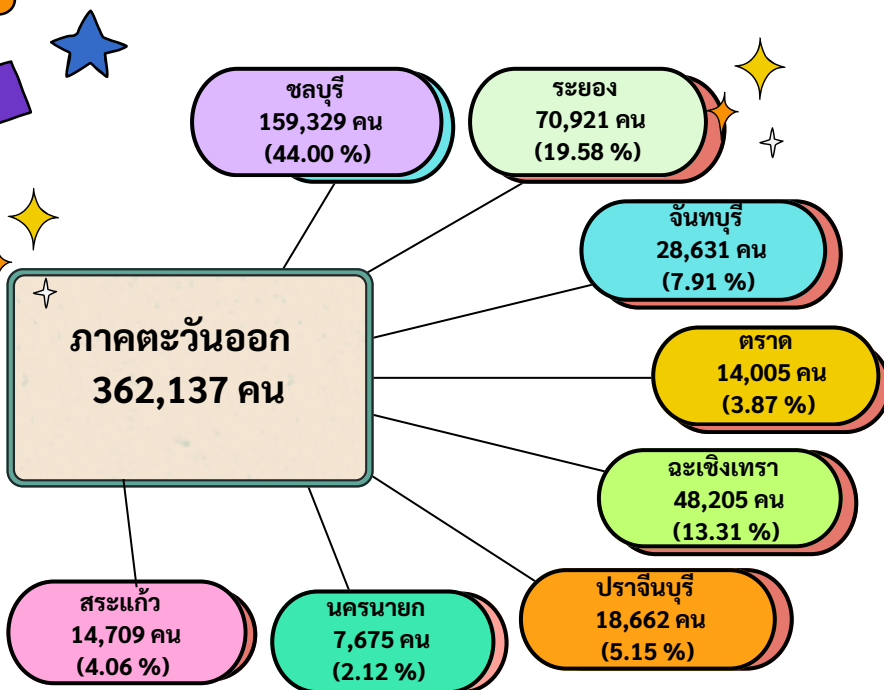 ชลบุรี
159,329 คน
(44.00 %)
ระยอง
70,921 คน
(19.58 %)
จันทบุรี
28,631 คน
(7.91 %)
ภาคตะวันออก
362,137 คน
ตราด
14,005 คน
(3.87 %)
ฉะเชิงเทรา
48,205 คน
(13.31 %)
ปราจีนบุรี
18,662 คน
(5.15 %)
นครนายก
7,675 คน
(2.12 %)
สระแก้ว
14,709 คน
(4.06 %)